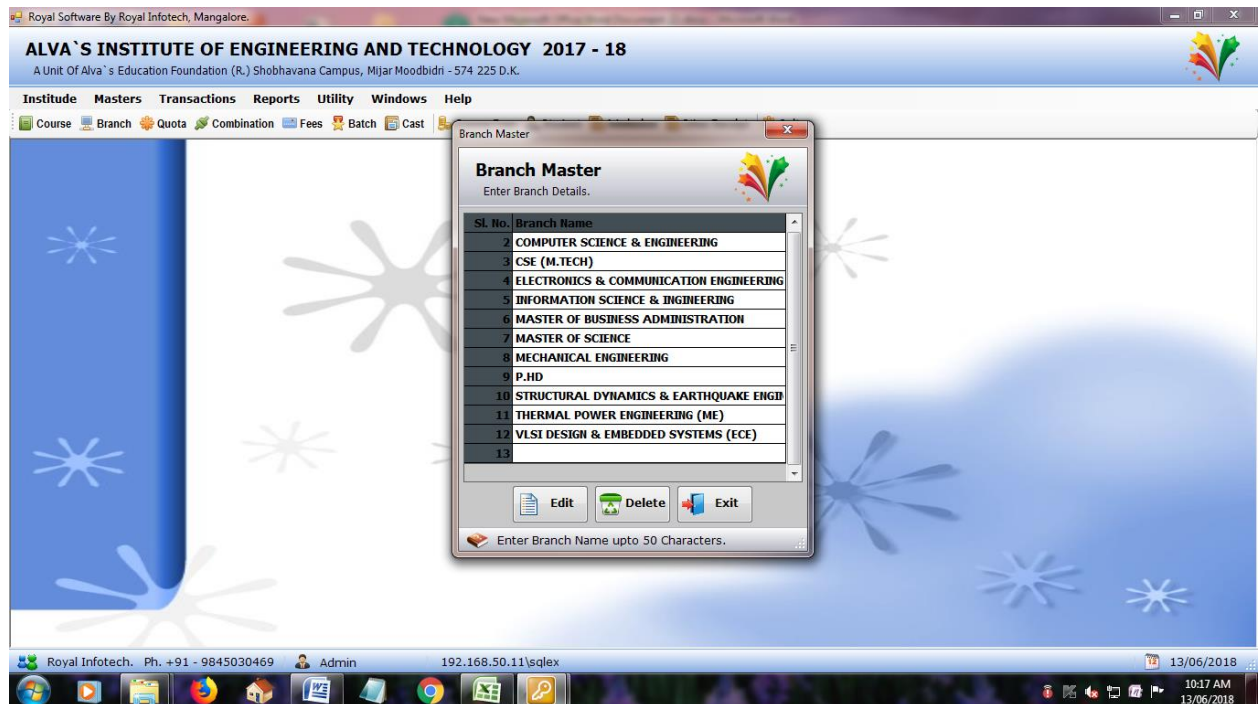 Royal Software By Royal Infotech, Mangalore.
ALVA`S INSTITUTE OF ENGINEERING AND TECHNOLOGY 2017 - 18
A Unit Of Alva`s Education Foundation (R.) Shobhavana Campus, Mijar Moodbidri - 574 225 D.K.
Institude Masters Transactions Reports Utility Windows Help
Course Branch Quota Combination Fees Batch Cast
Branch Master
Branch Master
Enter Branch Details.
Sl. No. Branch Name
2 COMPUTER SCIENCE & ENGINEERING
3 CSE (M.TECH)
4 ELECTRONICS & COMMUNICATION ENGINEERING
5 INFORMATION SCIENCE & INGINEERING
6 MASTER OF BUSINESS ADMINISTRATION
7 MASTER OF SCIENCE
8 MECHANICAL ENGINEERING
9 P.HD
10 STRUCTURAL DYNAMICS & EARTHQUAKE ENGIN
11 THERMAL POWER ENGINEERING (ME)
12 VLSI DESIGN & EMBEDDED SYSTEMS (ECE)
13
Edit Delete Exit
Enter Branch Name upto 50 Characters.
Royal Infotech. Ph. +91 - 9845030469 Admin 192.168.50.11\sqlex 13/06/2018
10:17 AM
13/06/2018